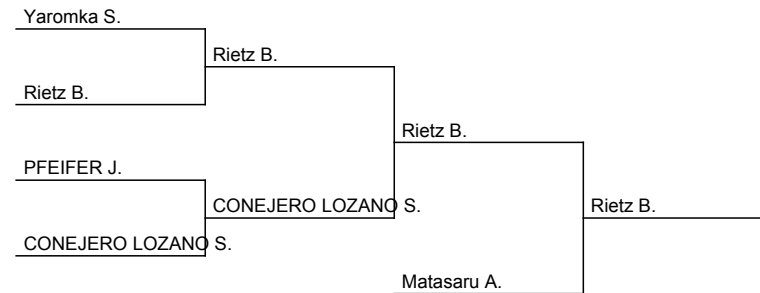 Yaromka S.
Rietz B.
Rietz B.
Rietz B.
PFEIFER J.
CONEJERO LOZANO S.
Rietz B.
CONEJERO LOZANO S.
Matasaru A.